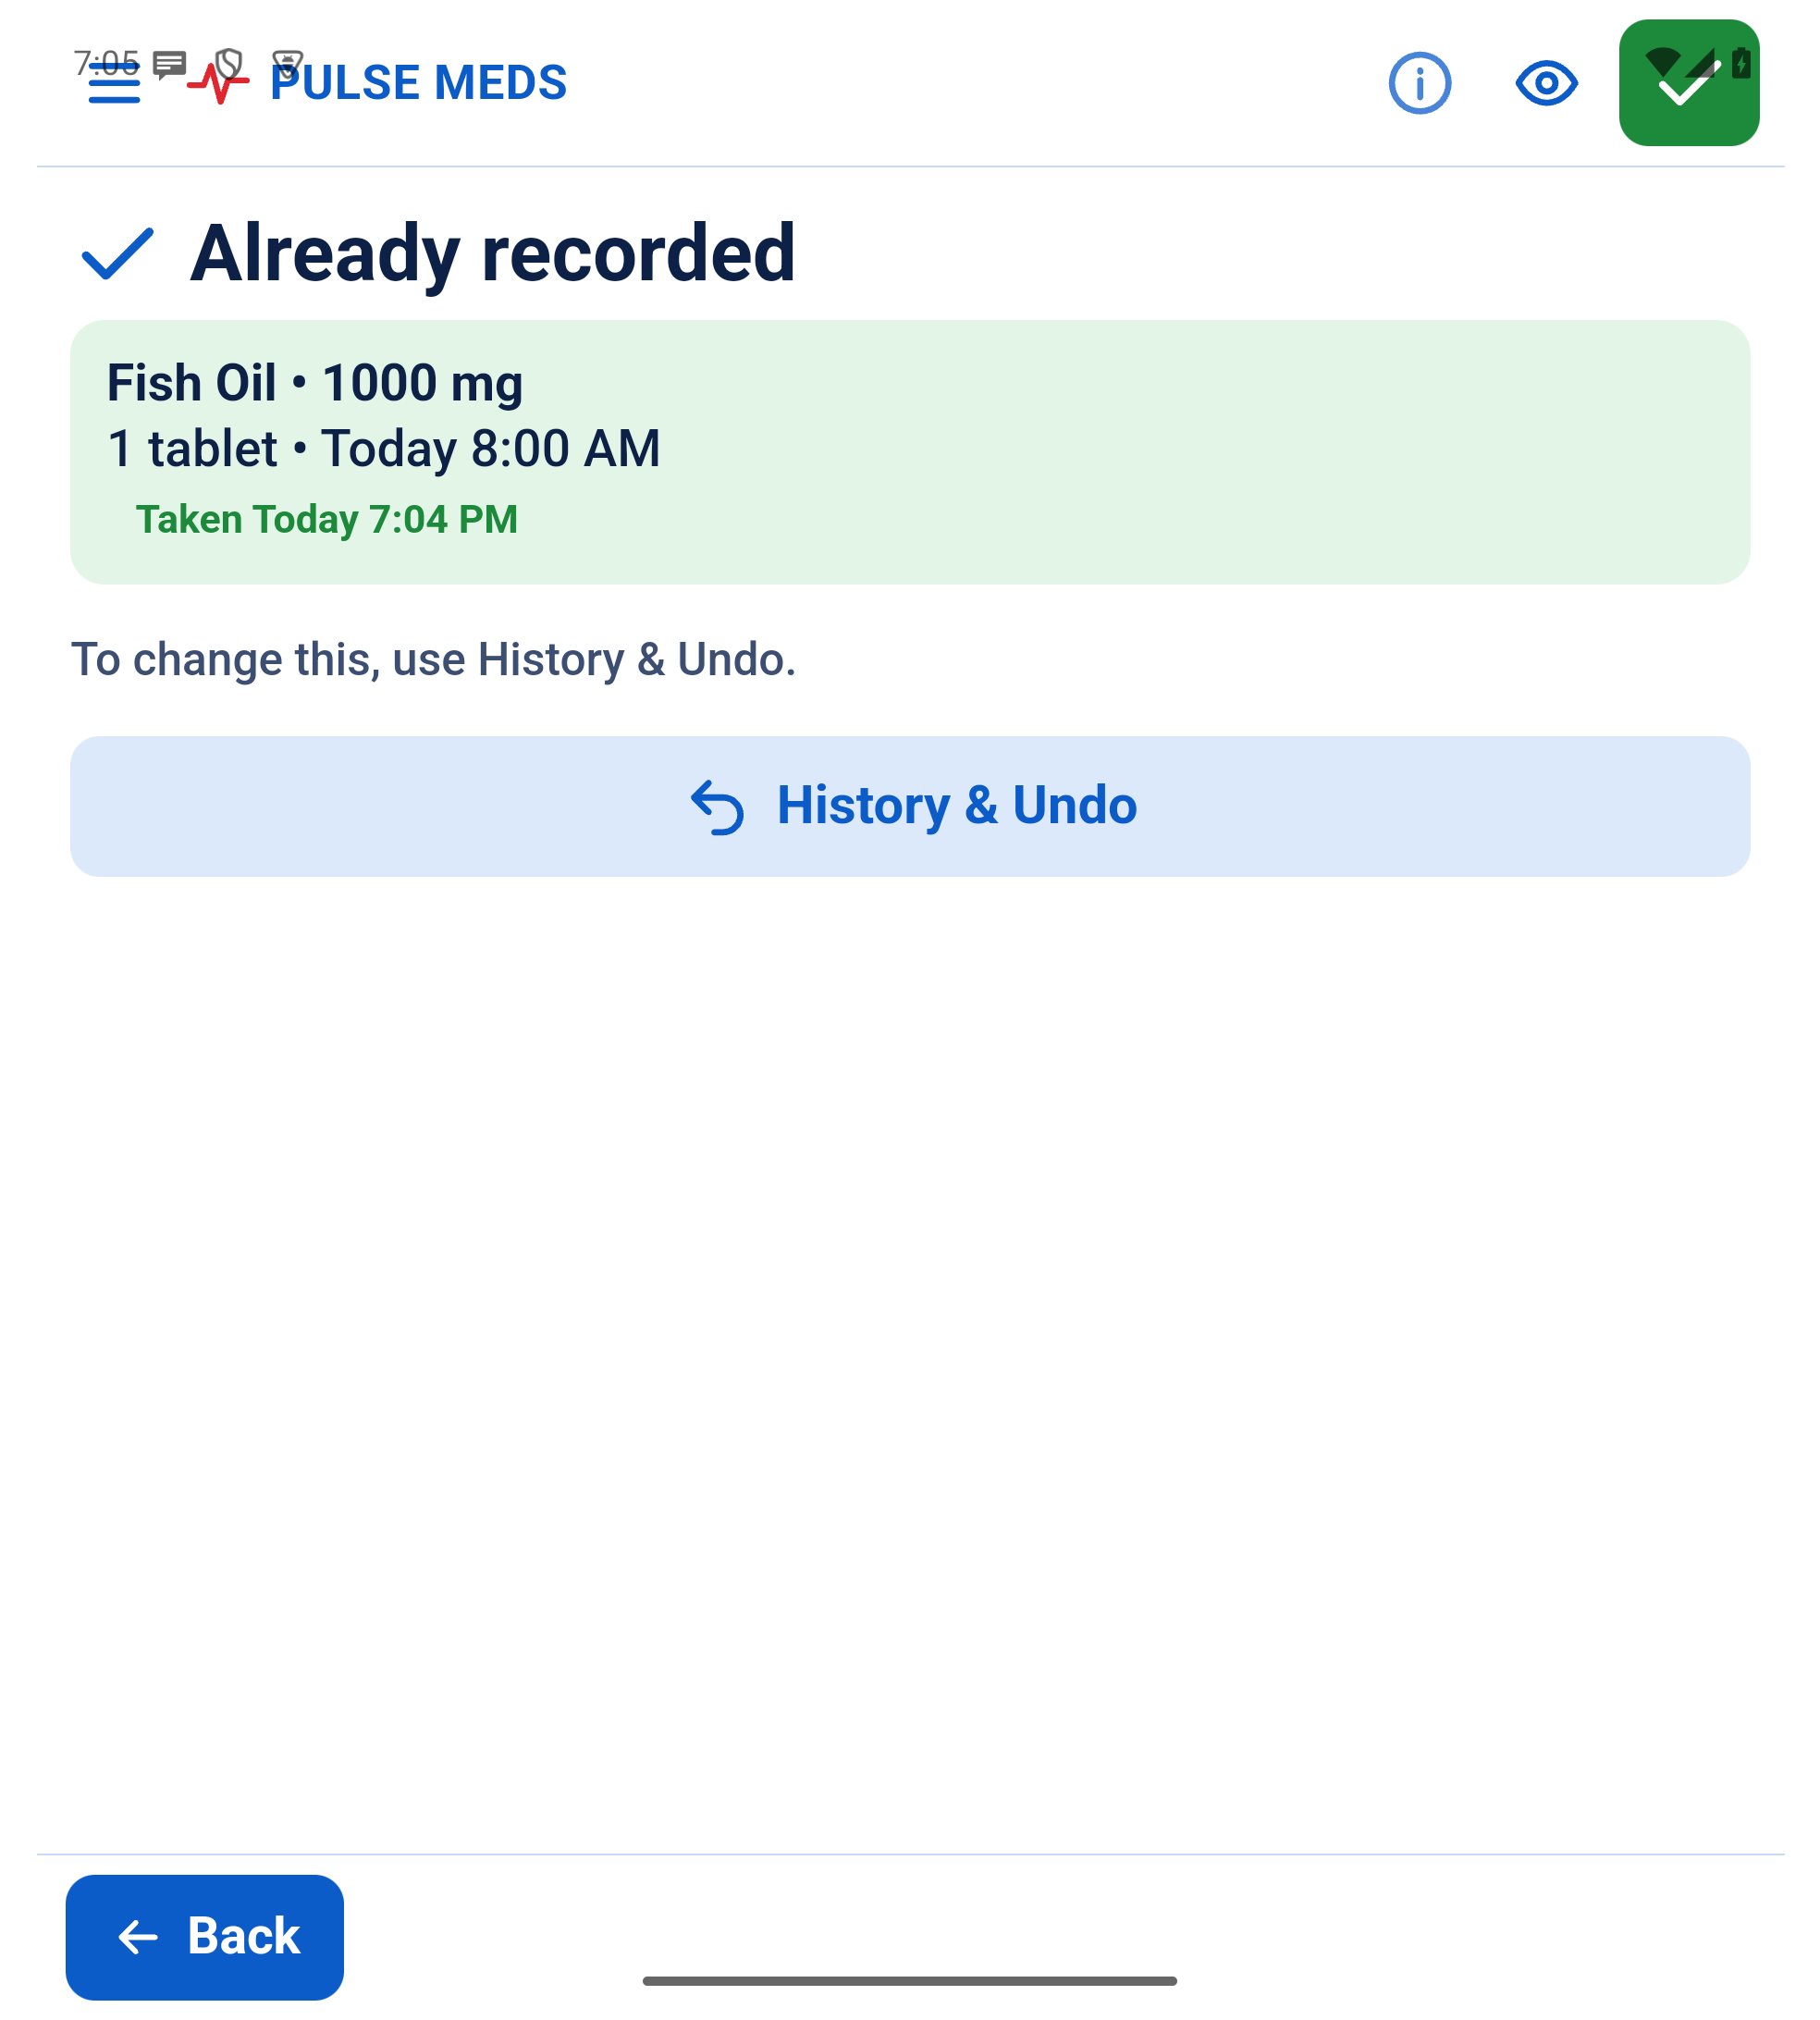 7:05
PULSE MEDS
Already recorded
Fish Oil • 1000 mg
1 tablet • Today 8:00 AM
Taken Today 7:04 PM
To change this, use History & Undo.
History & Undo
Back